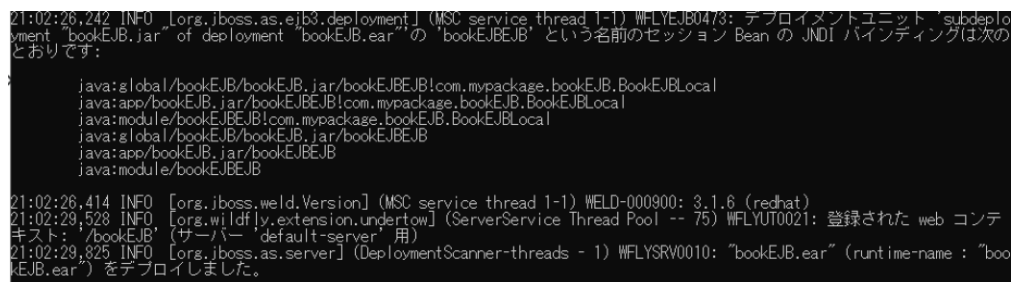 21:02:26,242 INFO  [org.jboss.as.ejb3.deployment] (MSC service thread 1-1) WFLYEJB0473: デプロイメントユニット 'subdeplo
yment "bookEJB.jar" of deployment "bookEJB.ear"'の 'bookEJBEJB' という名前のセッション Bean の JNDI バインディングは次の
とおりです:
java:global/bookEJB/bookEJB.jar/bookEJBEJB!com.mypackage.bookEJB.BookEJBLocal
java:app/bookEJB.jar/bookEJBEJB!com.mypackage.bookEJB.BookEJBLocal
java:module/bookEJBEJB!com.mypackage.bookEJB.BookEJBLocal
java:global/bookEJB/bookEJB.jar/bookEJBEJB
java:app/bookEJB.jar/bookEJBEJB
java:module/bookEJBEJB
21:02:26,414 INFO  [org.jboss.weld.Version] (MSC service thread 1-1) WELD-000900: 3.1.6 (redhat)
21:02:29,528 INFO  [org.wildfly.extension.undertow] (ServerService Thread Pool -- 75) WFLYUT0021: 登録された web コンテ
キスト: '/bookEJB' (サーバー 'default-server' 用)
21:02:29,825 INFO  [org.jboss.as.server] (DeploymentScanner-threads - 1) WFLYSRV0010: "bookEJB.ear" (runtime-name : "boo
kEJB.ear") をデプロイしました。